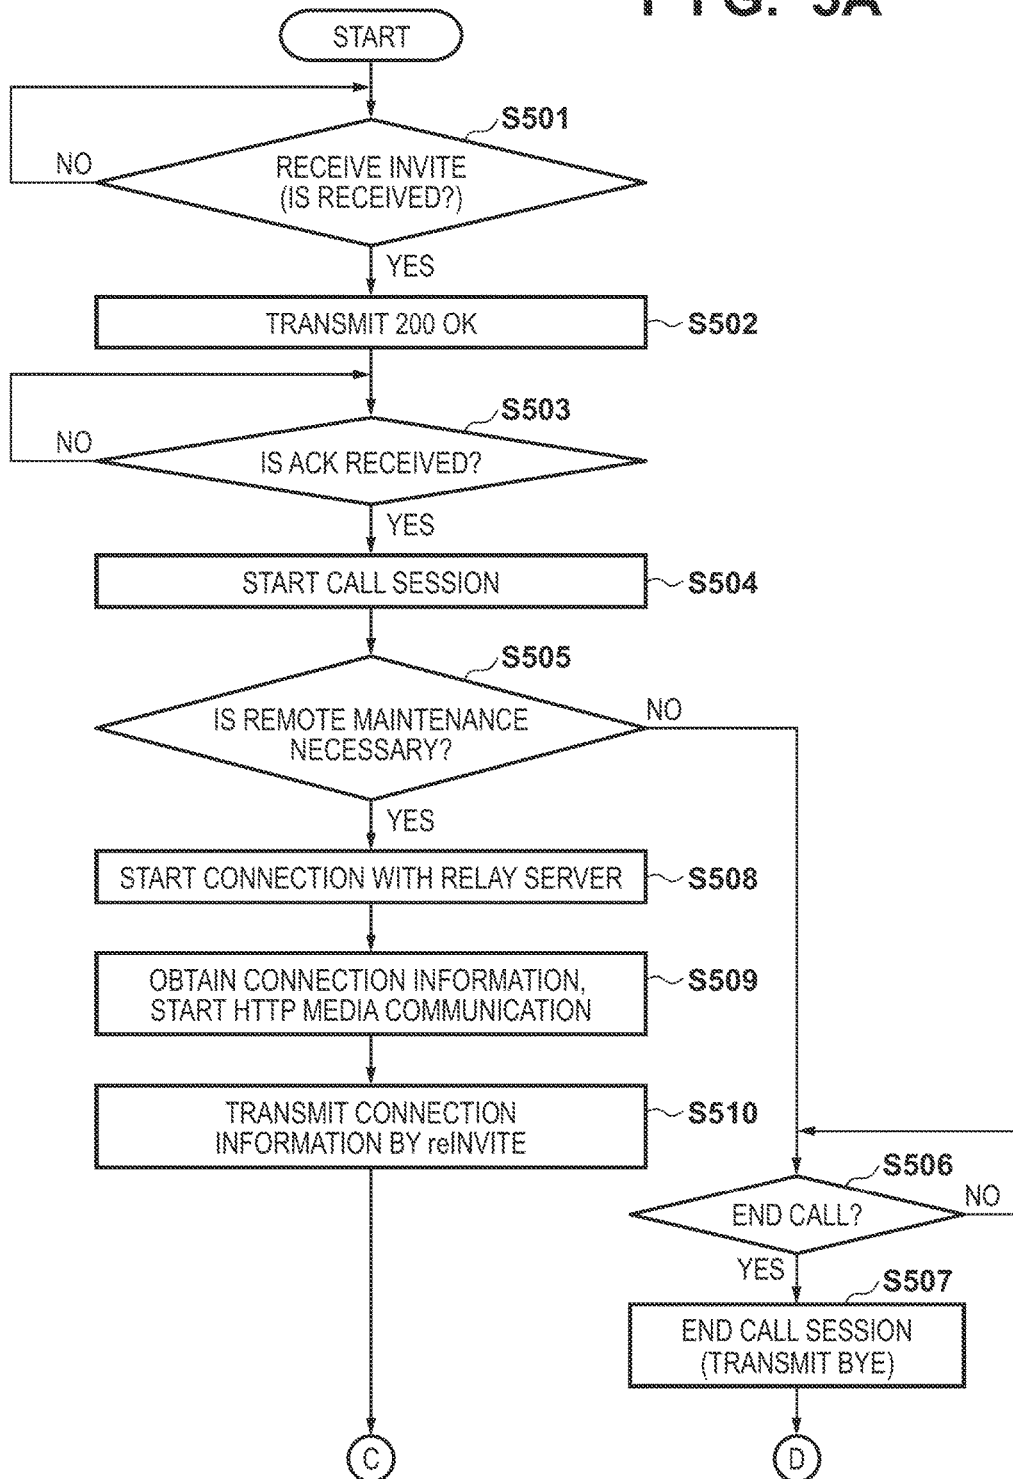 FIG. 5A
START
S501
NO
RECEIVE INVITE
(IS RECEIVED?)
YES
TRANSMIT 200 OK
S502
S503
NO
IS ACK RECEIVED?
YES
START CALL SESSION
S504
S505
IS REMOTE MAINTENANCE
NECESSARY?
NO
YES
START CONNECTION WITH RELAY SERVER
S508
OBTAIN CONNECTION INFORMATION,
START HTTP MEDIA COMMUNICATION
S509
TRANSMIT CONNECTION
INFORMATION BY reINVITE
S510
S506
END CALL?
NO
YES
S507
END CALL SESSION
(TRANSMIT BYE)
C
D